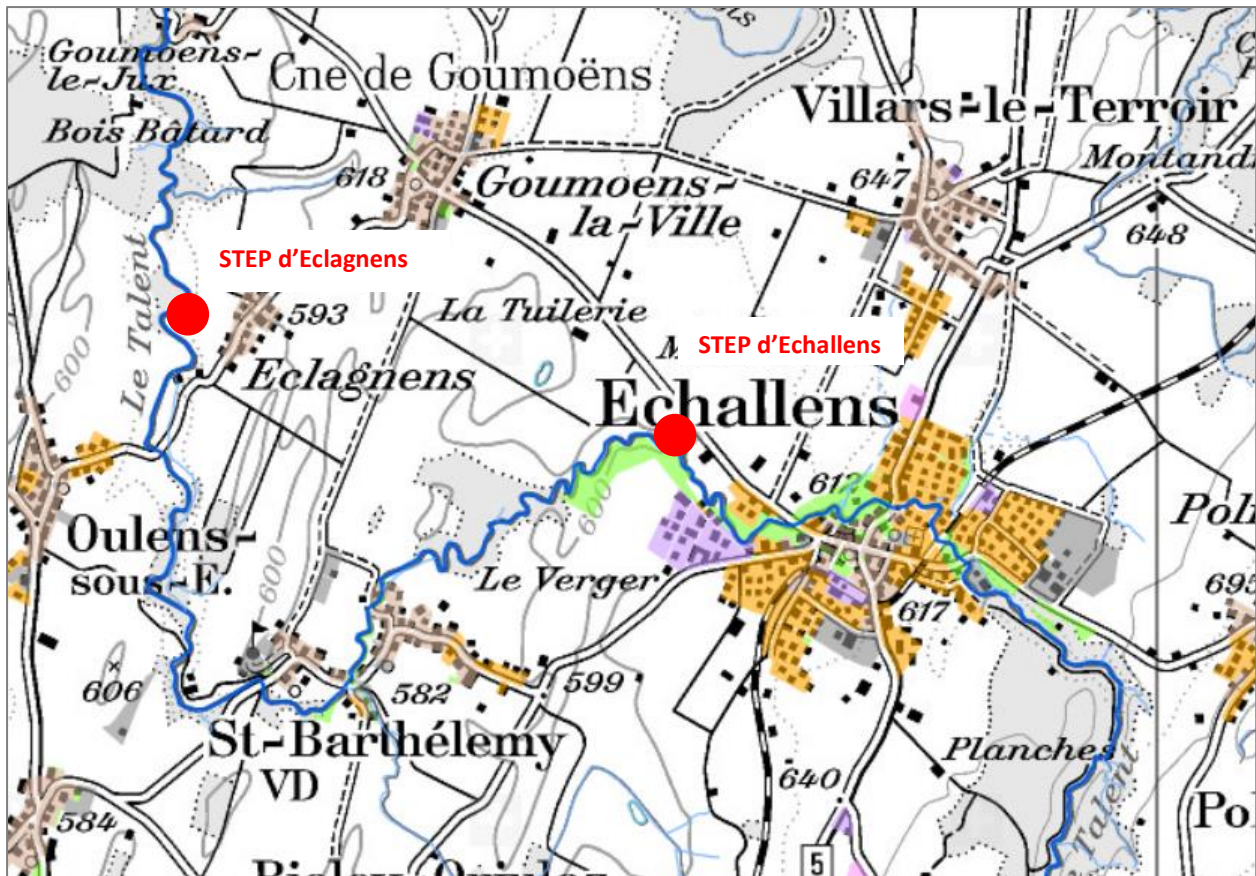 Goumoens-
le-Jux
Bois Bâtard
Cne de Goumoëns
Villars-le-Terroir
618
Goumoens-
la-Ville
647
648
Le Talent
STEP d'Eclagnens
593
La Tuilerie
STEP d'Echallens
600
Eclagnens
Echallens
612
600
Oulens-
sous-E.
Le Verger
617
600
606
582
599
St-Barthélemy
VD
Planches
640
Talent
584
5